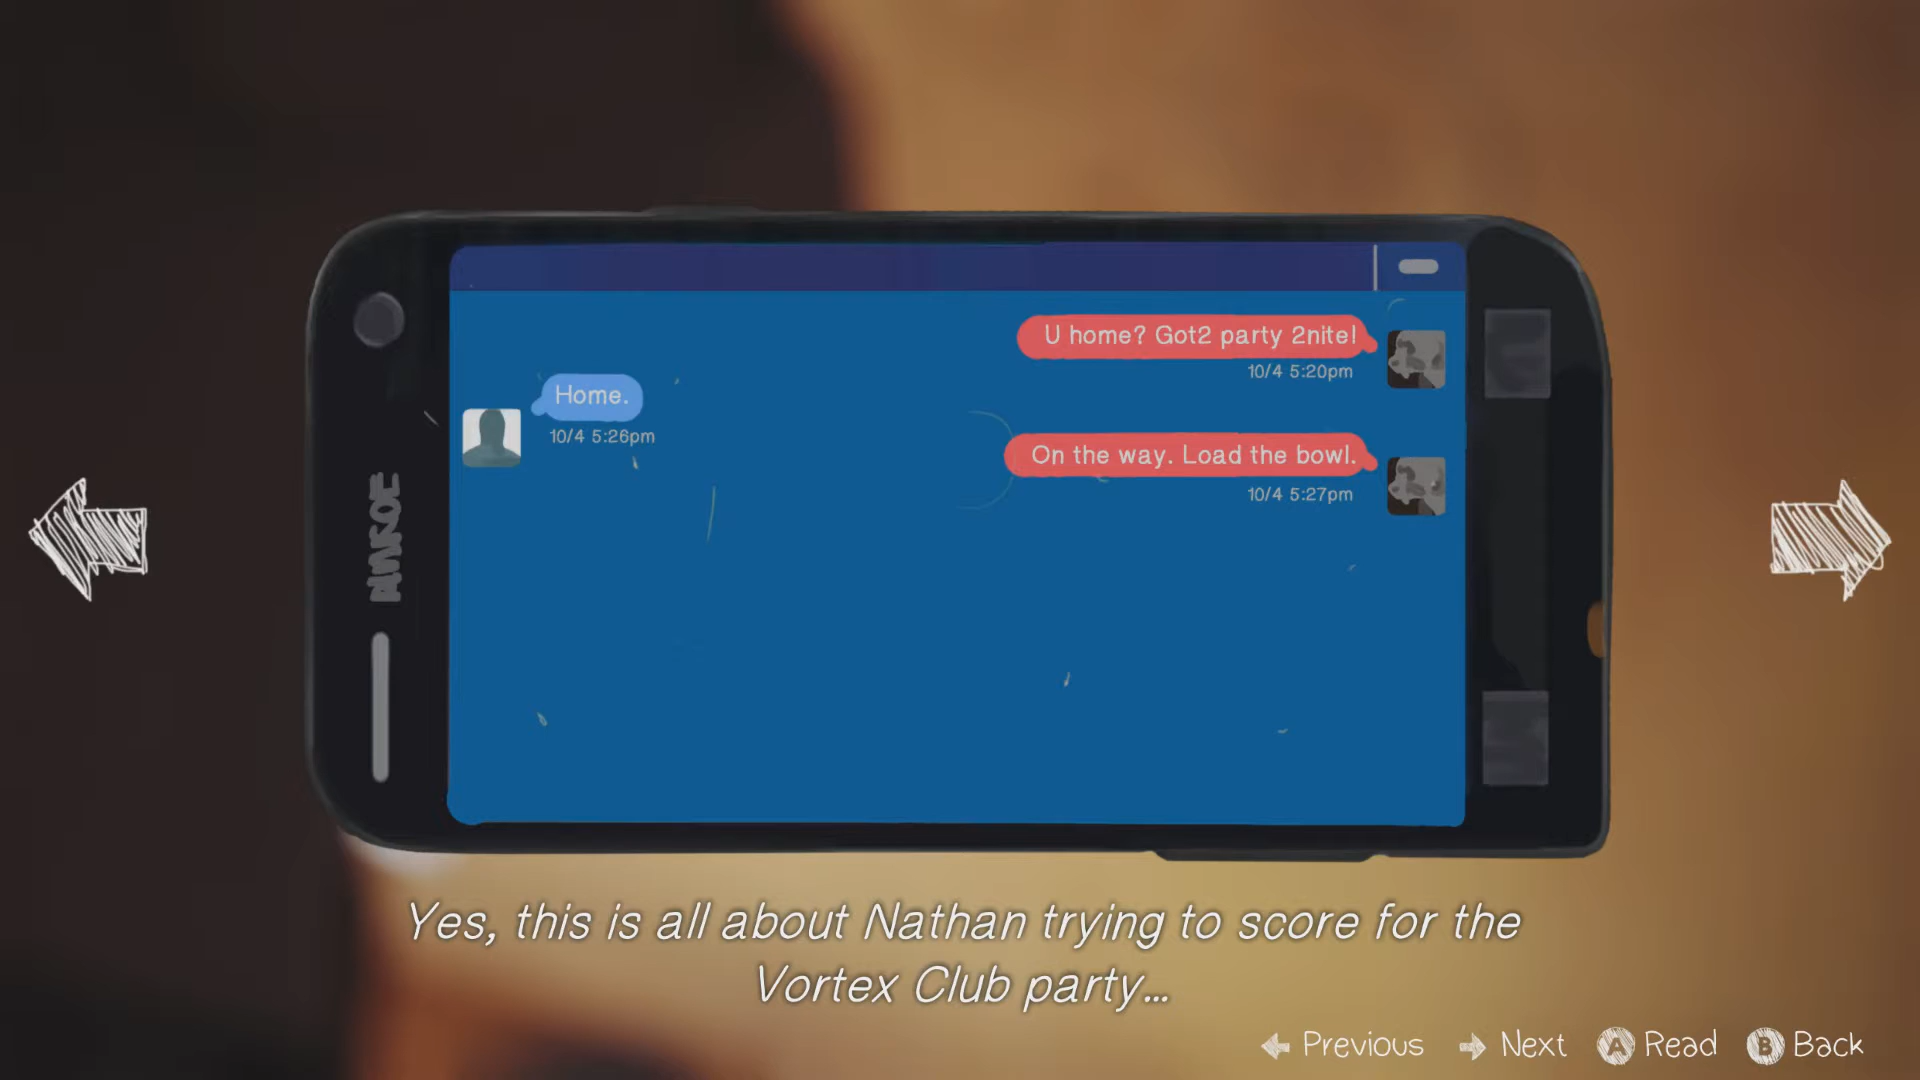 U home? Got2 party 2nite!
10/4 5:20pm
Home.
10/4 5:26pm
On the way. Load the bowl.
10/4 5:27pm
Yes, this is all about Nathan trying to score for the
Vortex Club party...
Previous Next A Read B Back